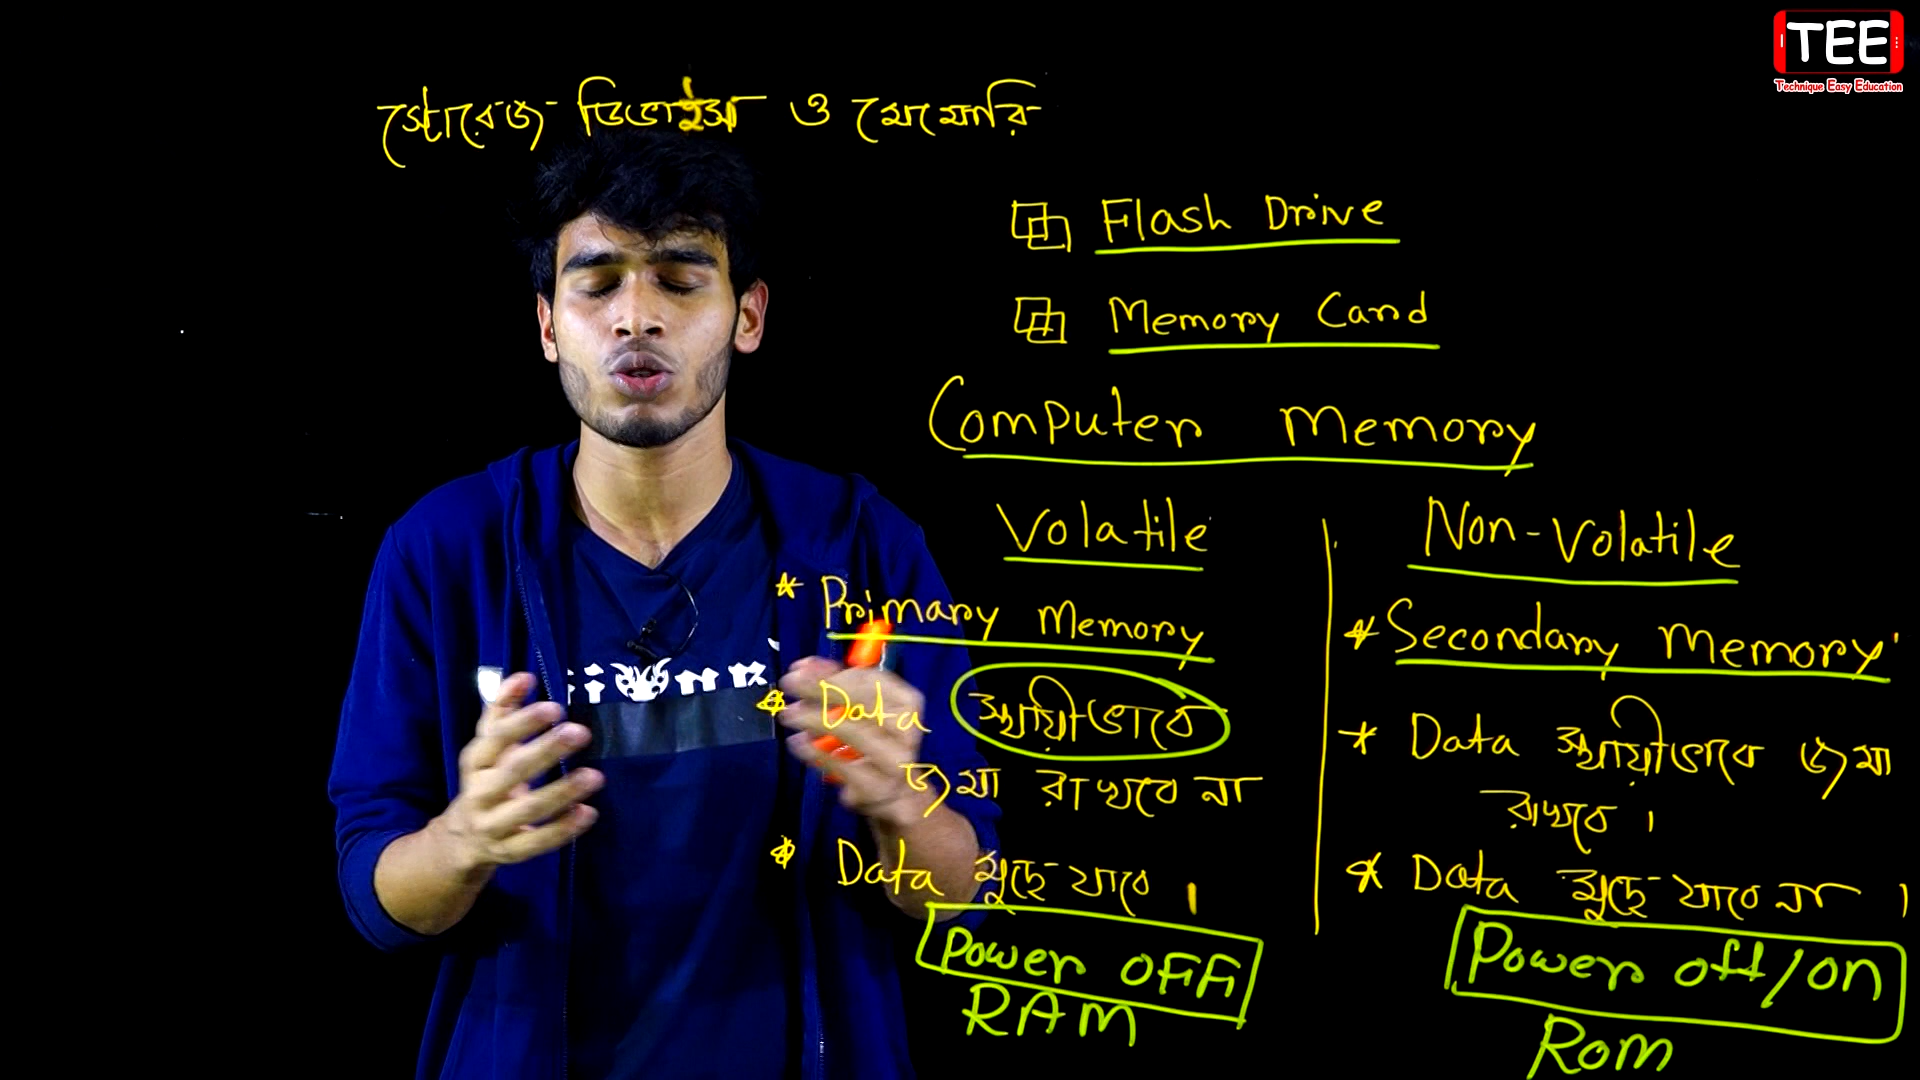 TEE
Technique Easy Education
স্টোরেজ ডিভাইস ও মেমোরি
Flash Drive
Memory Card
Computer Memory
Volatile
* Primary Memory
* Data স্থায়ীভাবে
জমা রাখবে না
* Data মুছে যাবে ।
Power OFF
RAM
Non-Volatile
* Secondary Memory
* Data স্থায়ীভাবে জমা
রাখবে ।
* Data মুছে যাবে না ।
Power off/on
Rom